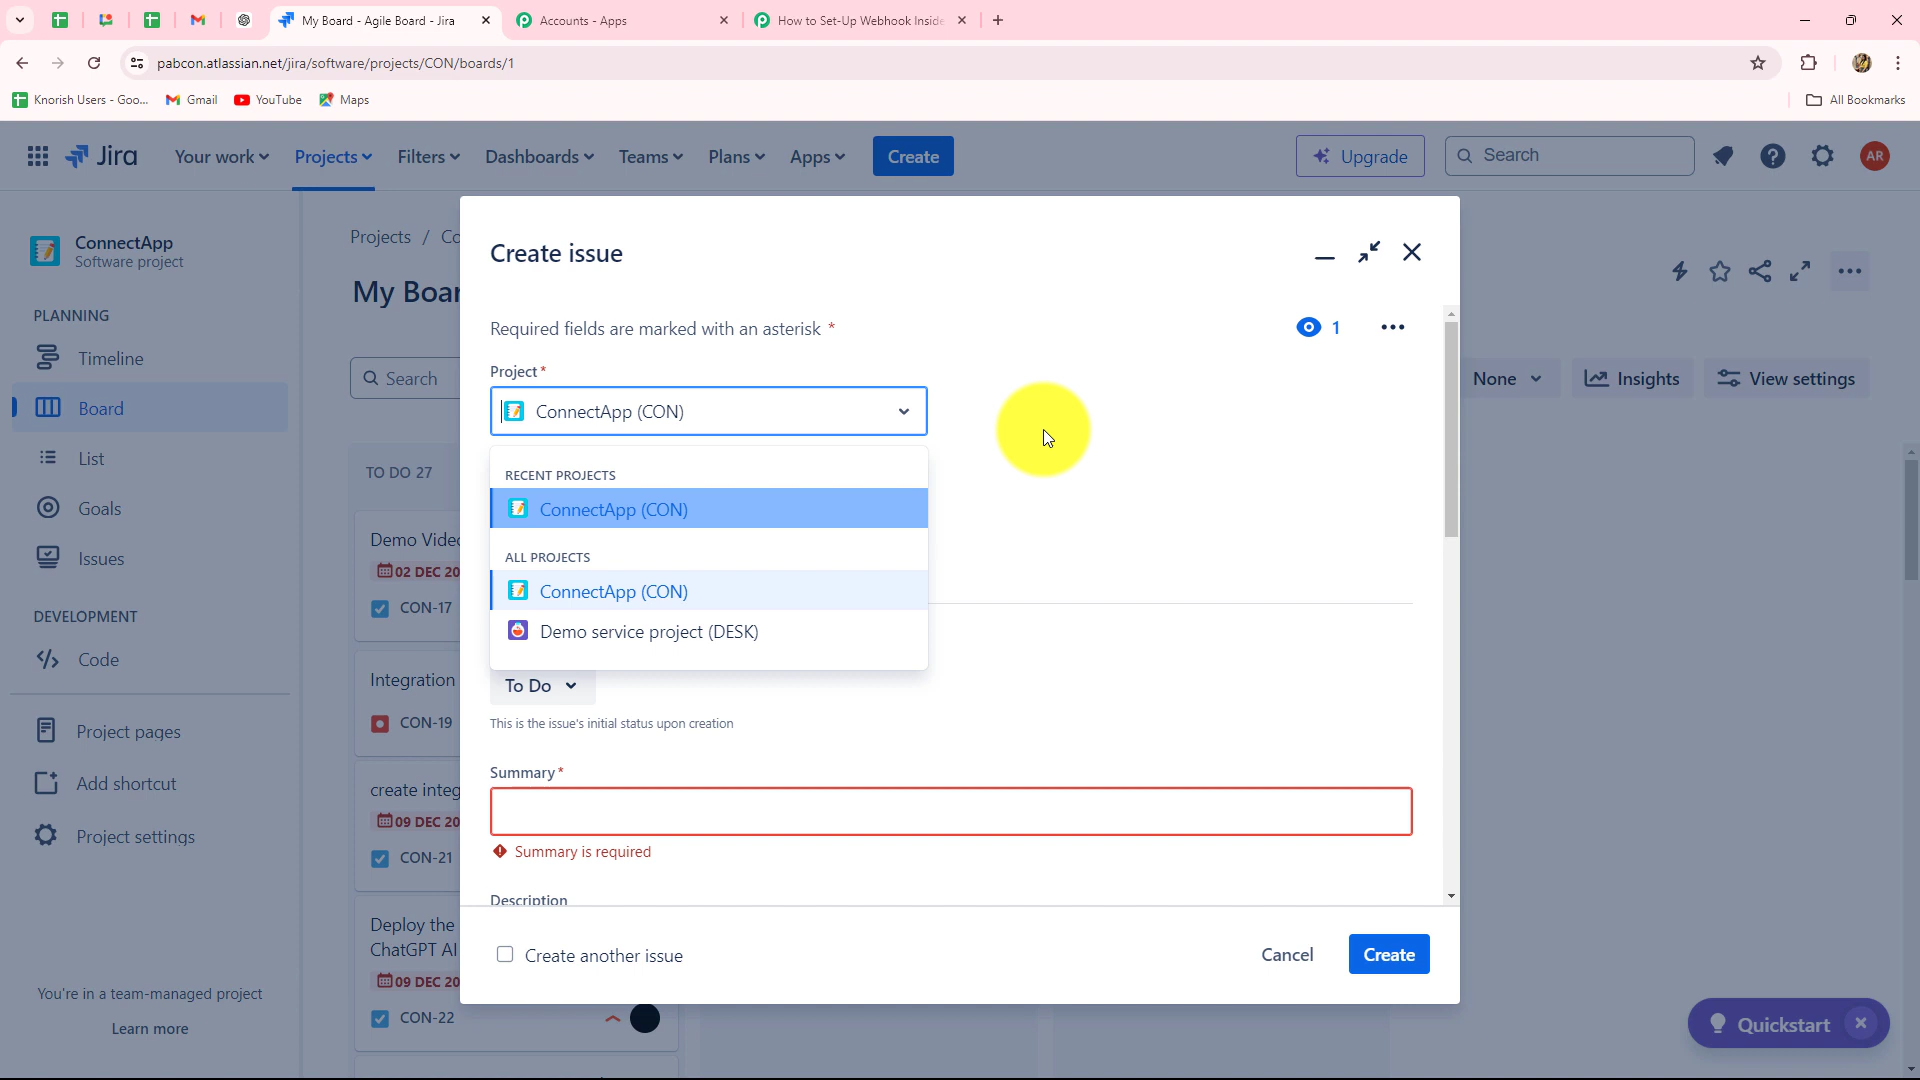 My Board - Agile Board - Jira
Accounts - Apps
How to Set-Up Webhook Inside
pabcon.atlassian.net/jira/software/projects/CON/boards/1
Knorish Users - Goo...
Gmail
YouTube
Maps
All Bookmarks
Jira
Your work
Projects
Filters
Dashboards
Teams
Plans
Apps
Create
Upgrade
Search
AR
ConnectApp
Software project
PLANNING
Timeline
Board
List
Goals
Issues
DEVELOPMENT
Code
Project pages
Add shortcut
Project settings
You're in a team-managed project
Learn more
Projects / Co
My Boar
Search
None
Insights
View settings
TO DO 27
Demo Video
02 DEC 20
CON-17
Integration
CON-19
create integ
09 DEC 20
CON-21
Deploy the
ChatGPT AI
09 DEC 20
CON-22
Create issue
Required fields are marked with an asterisk *
1
Project *
ConnectApp (CON)
RECENT PROJECTS
ConnectApp (CON)
ALL PROJECTS
ConnectApp (CON)
Demo service project (DESK)
To Do
This is the issue's initial status upon creation
Summary *
Summary is required
Description
Create another issue
Cancel
Create
Quickstart